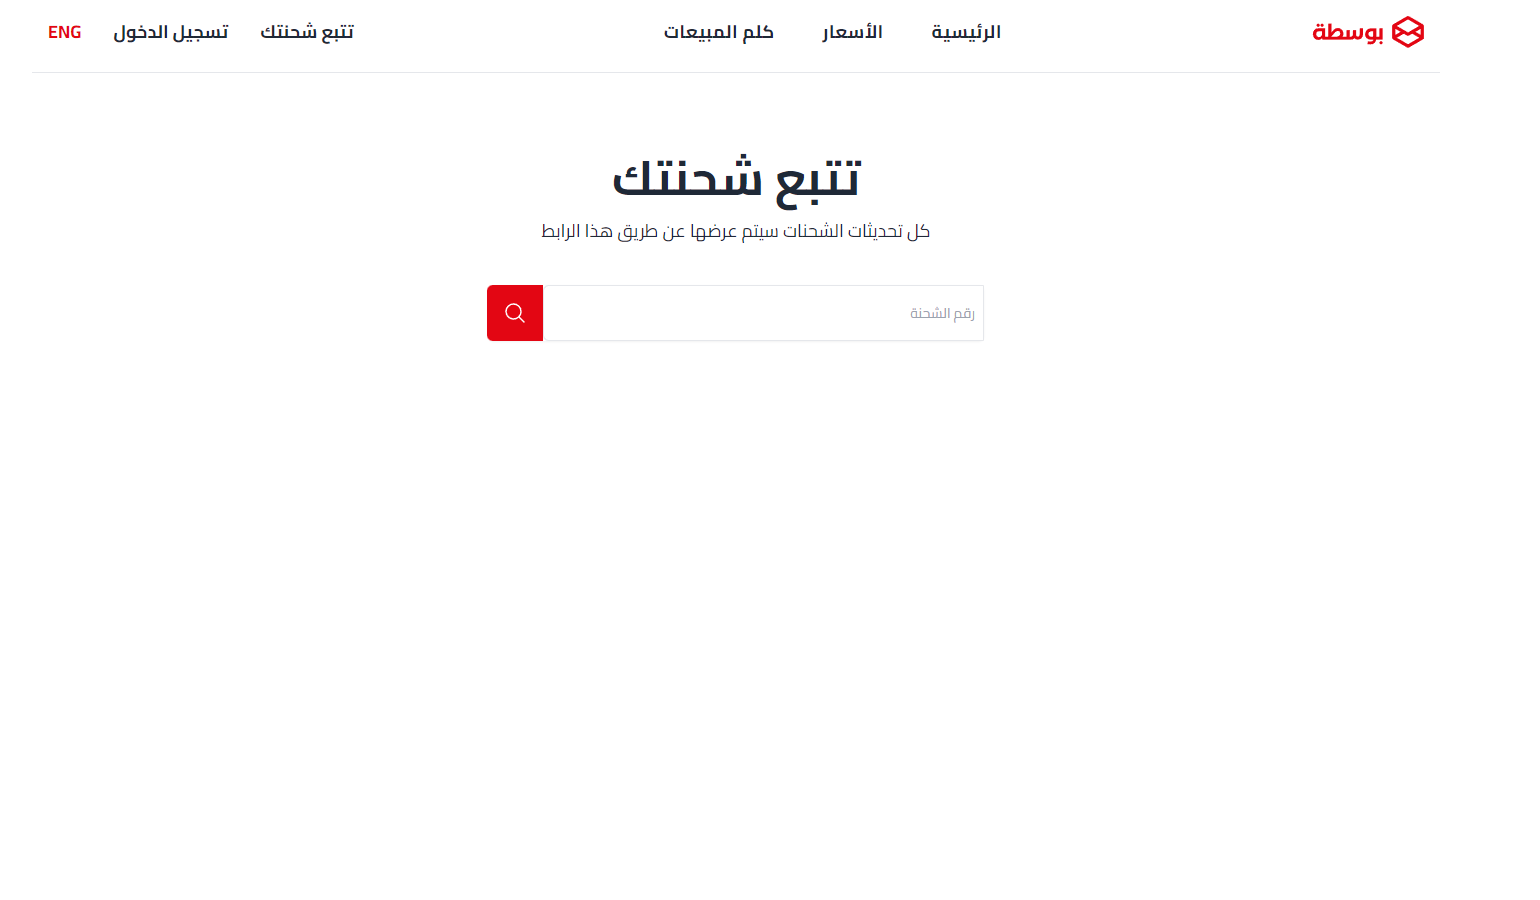 بوسطة
الرئيسية
الأسعار
كلم المبيعات
تتبع شحنتك
تسجيل الدخول
ENG
تتبع شحنتك
كل تحديثات الشحنات سيتم عرضها عن طريق هذا الرابط
رقم الشحنة